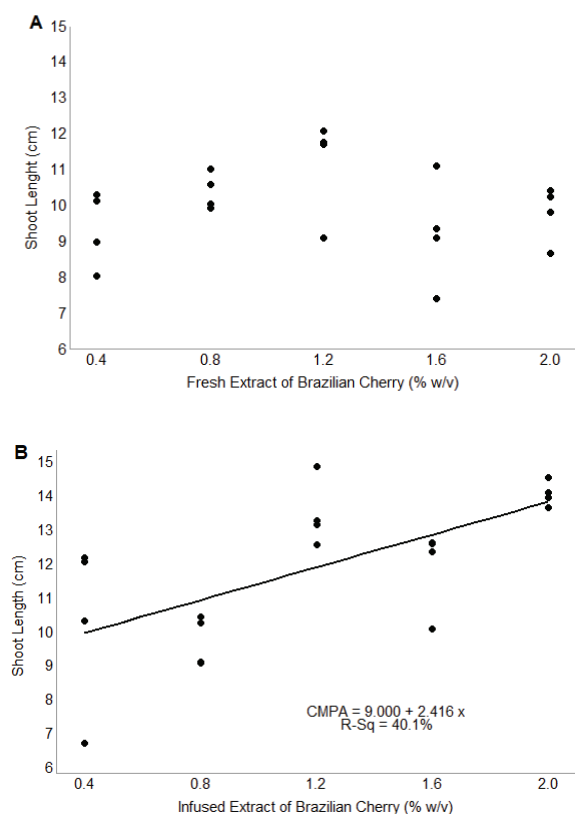 A
15
14
13
12
11
10
9
8
7
6
Shoot Lenght (cm)
0.4 0.8 1.2 1.6 2.0
Fresh Extract of Brazilian Cherry (% w/v)
B
15
14
13
12
11
10
9
8
7
6
Shoot Length (cm)
CMPA = 9.000 + 2.416 x
R-Sq = 40.1%
0.4 0.8 1.2 1.6 2.0
Infused Extract of Brazilian Cherry (% w/v)